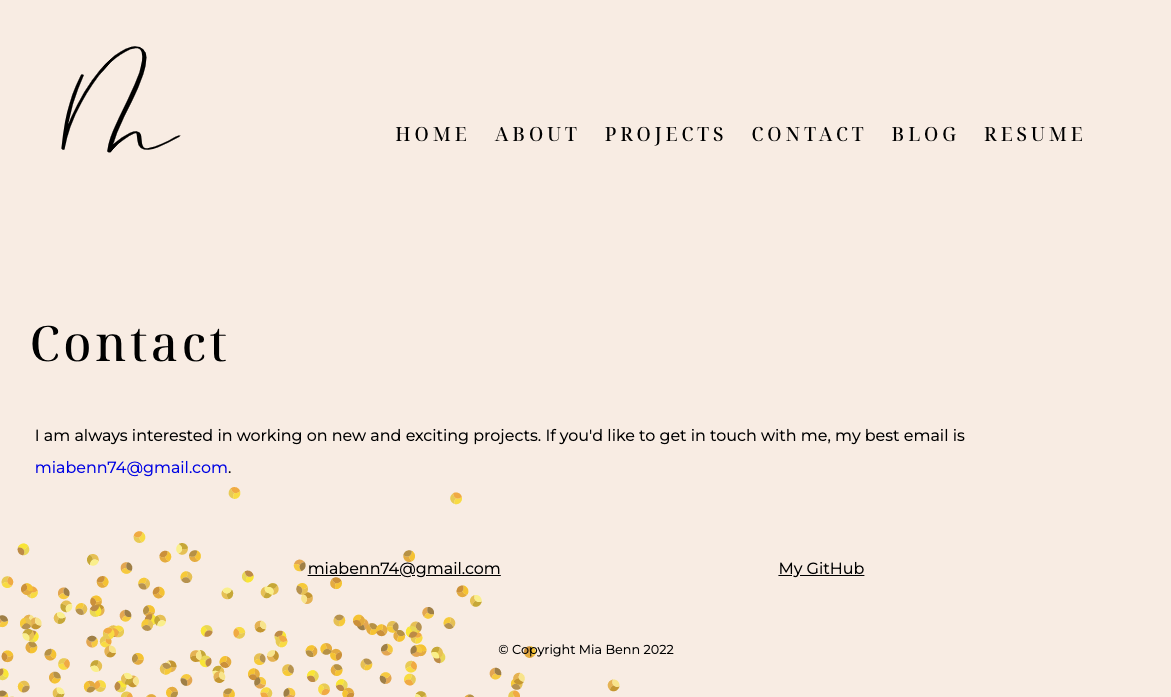 M
HOME ABOUT PROJECTS CONTACT BLOG RESUME
Contact
I am always interested in working on new and exciting projects. If you'd like to get in touch with me, my best email is
miabenn74@gmail.com.
miabenn74@gmail.com My GitHub
© Copyright Mia Benn 2022